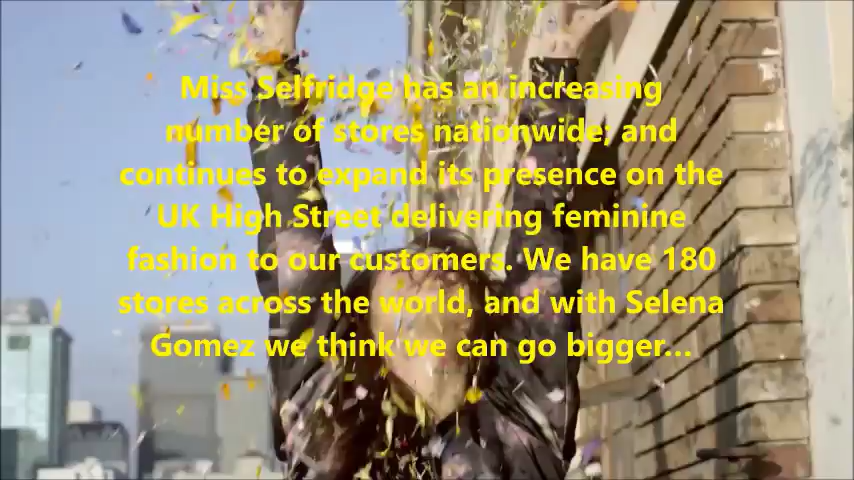 Miss Selfridge has an increasing
number of stores nationwide; and
continues to expand its presence on the
UK High Street delivering feminine
fashion to our customers. We have 180
stores across the world, and with Selena
Gomez we think we can go bigger...